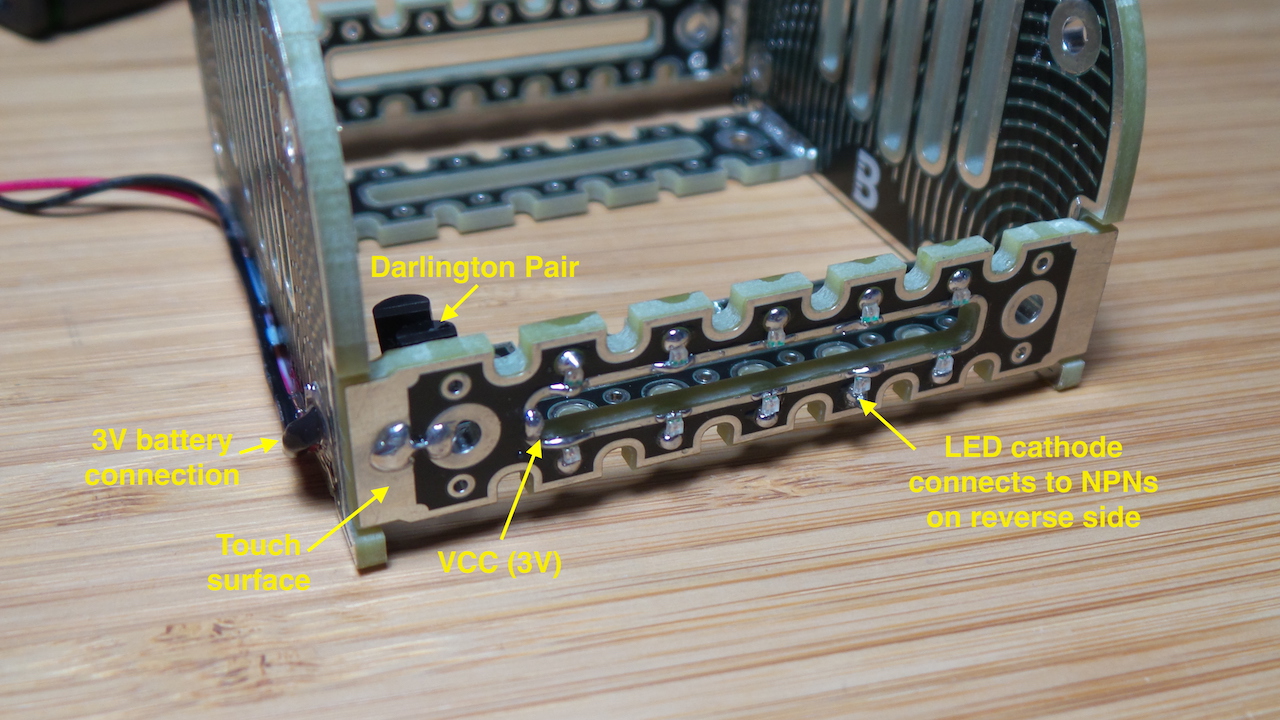 B
Darlington Pair
3V battery
connection
LED cathode
connects to NPNs
on reverse side
Touch
surface
VCC (3V)